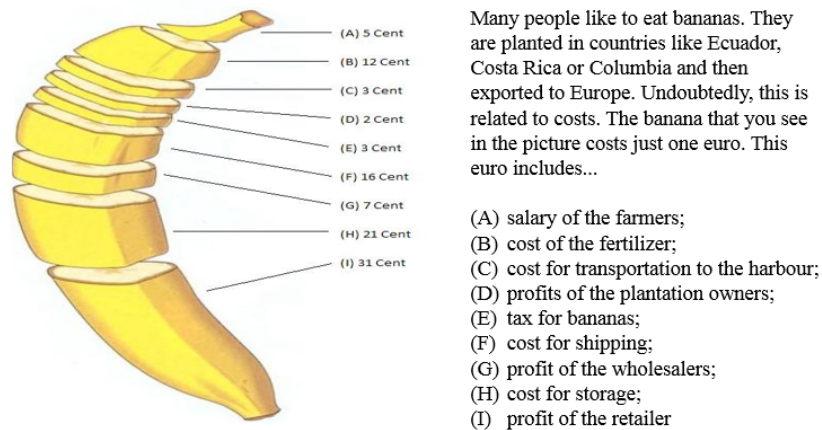 (A) 5 Cent
(B) 12 Cent
(C) 3 Cent
(D) 2 Cent
(E) 3 Cent
(F) 16 Cent
(G) 7 Cent
(H) 21 Cent
(I) 31 Cent
Many people like to eat bananas. They
are planted in countries like Ecuador,
Costa Rica or Columbia and then
exported to Europe. Undoubtedly, this is
related to costs. The banana that you see
in the picture costs just one euro. This
euro includes...
(A) salary of the farmers;
(B) cost of the fertilizer;
(C) cost for transportation to the harbour;
(D) profits of the plantation owners;
(E) tax for bananas;
(F) cost for shipping;
(G) profit of the wholesalers;
(H) cost for storage;
(I) profit of the retailer